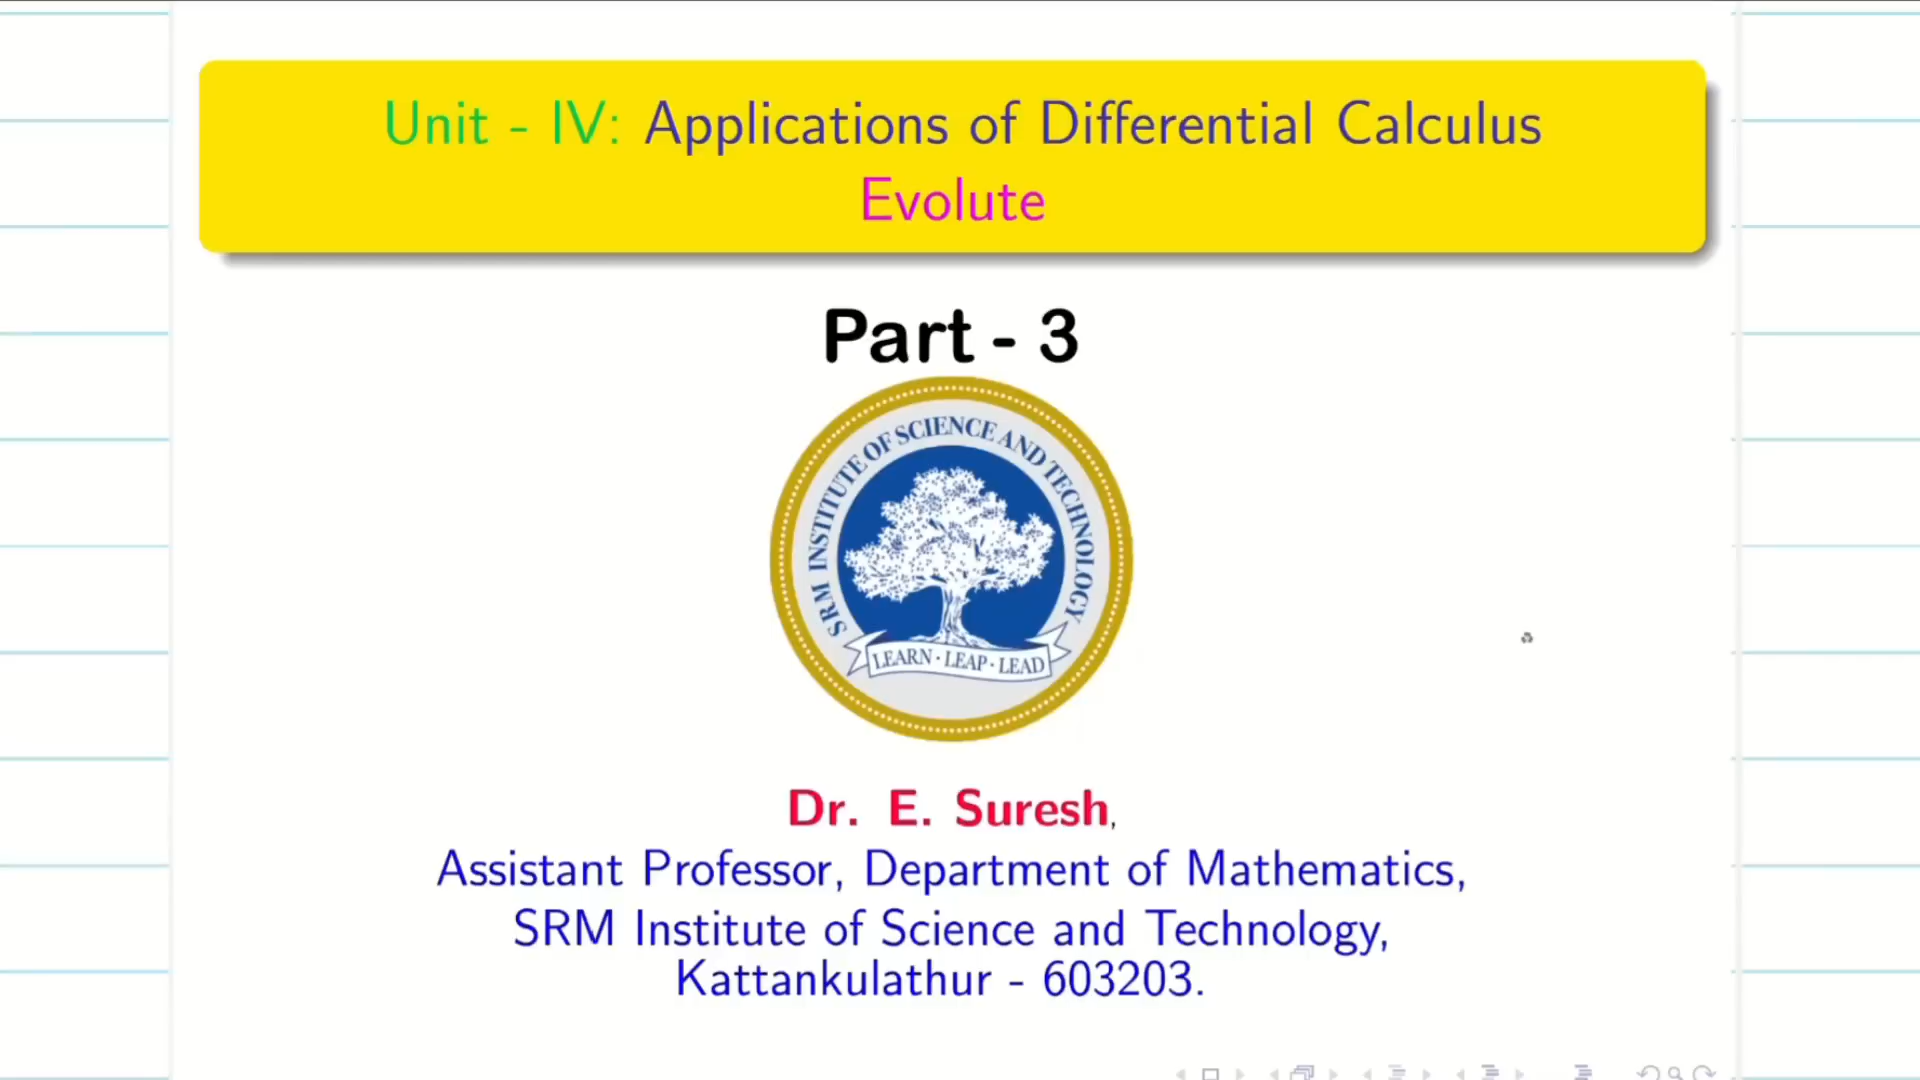 Unit - IV: Applications of Differential Calculus
Evolute
Part - 3
SRM INSTITUTE OF SCIENCE AND TECHNOLOGY
LEARN · LEAP · LEAD
Dr. E. Suresh,
Assistant Professor, Department of Mathematics,
SRM Institute of Science and Technology,
Kattankulathur - 603203.